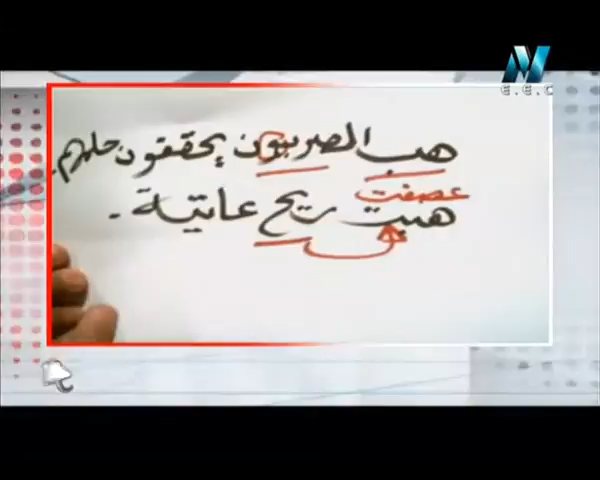 E.E.C
هب المصريون يحققون حلمهم.
عصفت
هبت ريح عاتية.